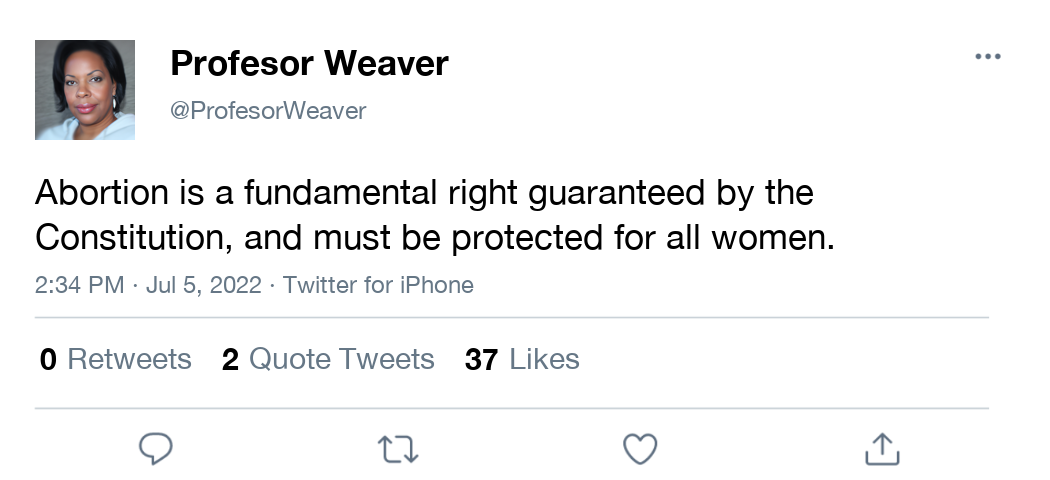 Profesor Weaver
@ProfesorWeaver
Abortion is a fundamental right guaranteed by the
Constitution, and must be protected for all women.
2:34 PM · Jul 5, 2022 · Twitter for iPhone
0 Retweets 2 Quote Tweets 37 Likes